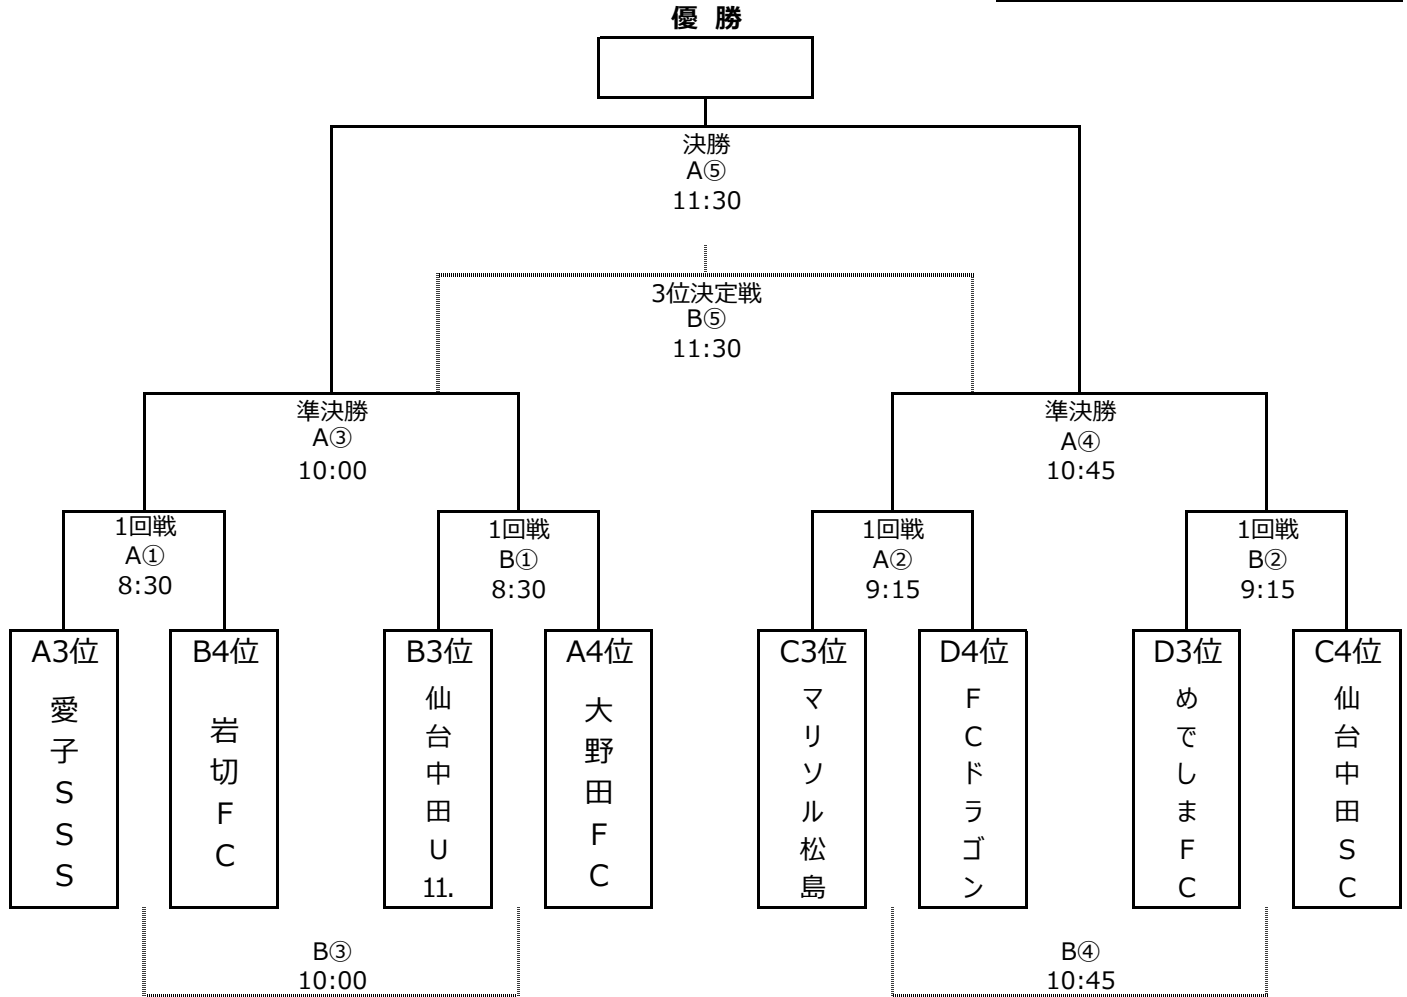 優 勝
決勝
A⑤
11:30
3位決定戦
B⑤
11:30
準決勝
A③
10:00
準決勝
A④
10:45
1回戦
A①
8:30
1回戦
B①
8:30
1回戦
A②
9:15
1回戦
B②
9:15
A3位
愛子SSS
B4位
岩切FC
B3位
仙台中田U11.
A4位
大野田FC
C3位
マリソル松島
D4位
FCドラゴン
D3位
めでしまFC
C4位
仙台中田SC
B③
10:00
B④
10:45